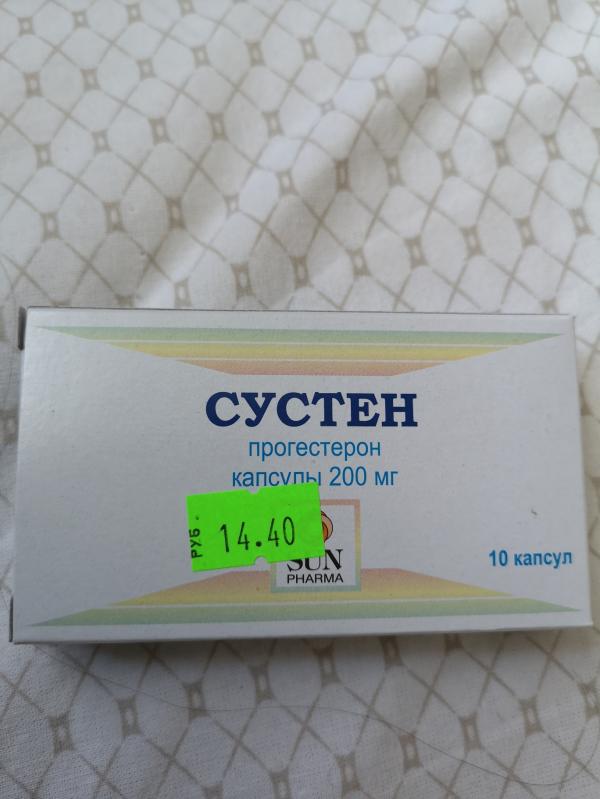 СУСТЕН
прогестерон
капсулы 200 мг
РУБ.
14.40
SUN
PHARMA
10 капсул